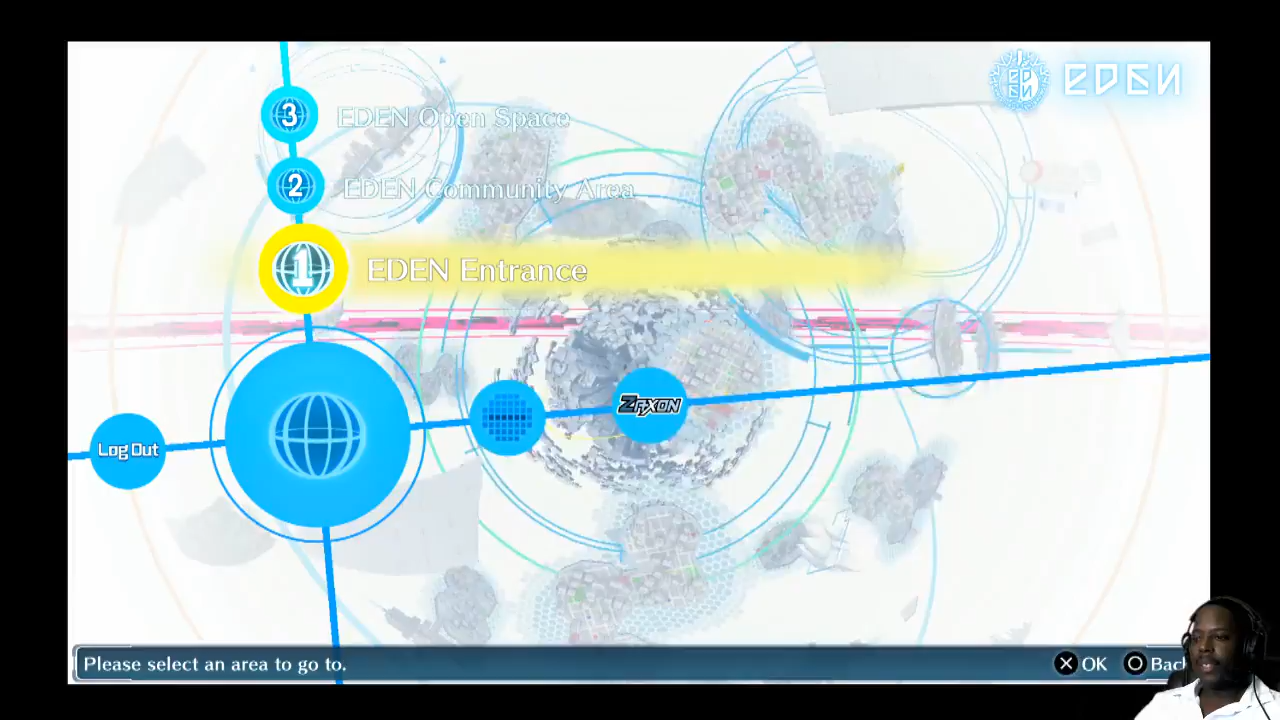 EDEN
3 EDEN Open Space
2 EDEN Community Area
1 EDEN Entrance
ZAXXON
Log Out
Please select an area to go to.
OK
Back